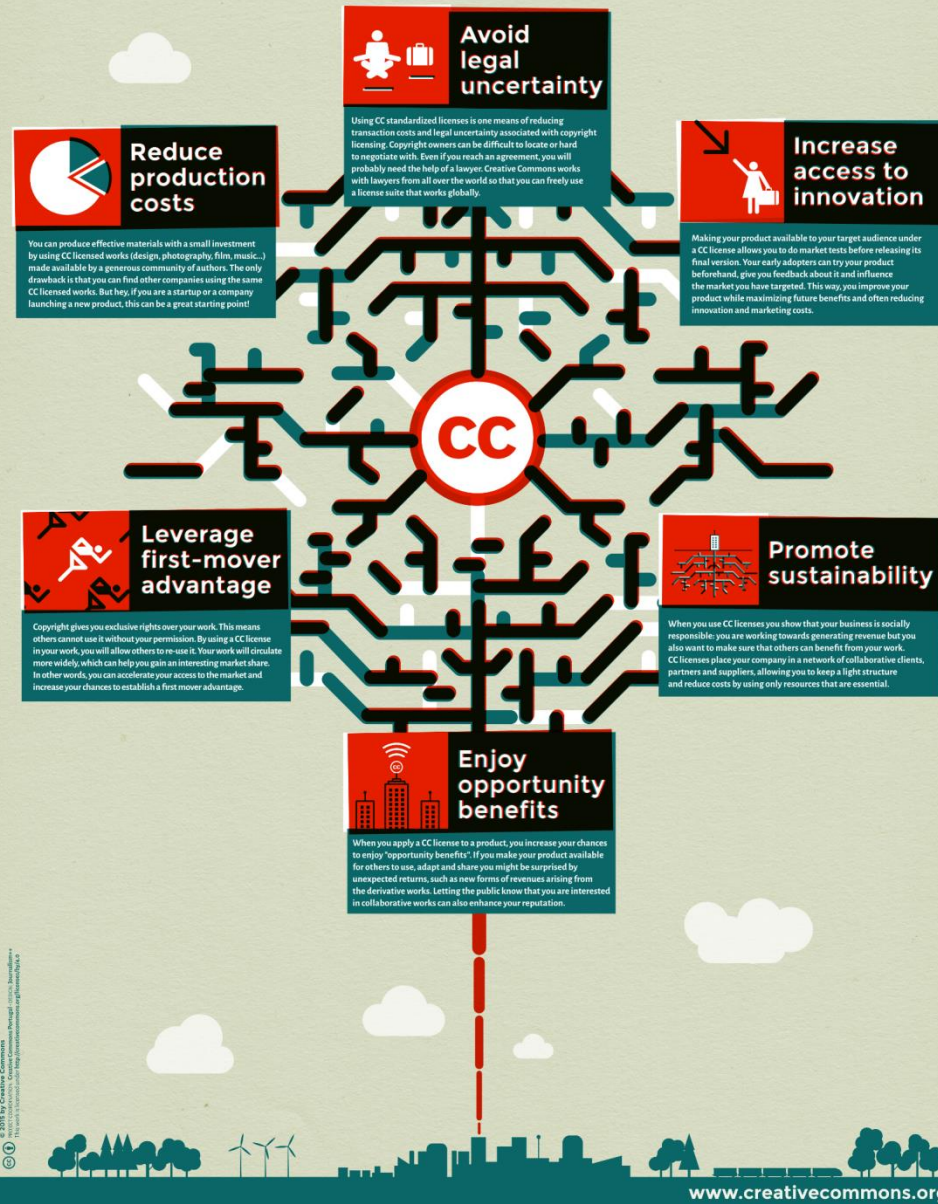 Avoid
legal
uncertainty
Using CC standardized licenses is one means of reducing
transaction costs and legal uncertainty associated with copyright
licensing. Copyright owners can be difficult to locate or hard
to negotiate with. Even if you reach an agreement, you will
probably need the help of a lawyer. Creative Commons works
with lawyers from all over the world so that you can freely use
a license suite that works globally.
Reduce
production
costs
You can produce effective materials with a small investment
by using CC licensed works (design, photography, film, music...)
made available by a generous community of authors. The only
drawback is that you can find other companies using the same
CC licensed works. But hey, if you are a startup or a company
launching a new product, this can be a great starting point!
Increase
access to
innovation
Making your product available to your target audience under
a CC license allows you to do market tests before releasing its
final version. Your early adopters can try your product
beforehand, give you feedback about it and influence
the market you have targeted. This way, you improve your
product while maximizing future benefits and often reducing
innovation and marketing costs.
CC
Leverage
first-mover
advantage
Copyright gives you exclusive rights over your work. This means
others cannot use it without your permission. By using a CC license
in your work, you will allow others to re-use it. Your work will circulate
more widely, which can help you gain an interesting market share.
In other words, you can accelerate your access to the market and
increase your chances to establish a first mover advantage.
Promote
sustainability
When you use CC licenses you show that your business is socially
responsible: you are working towards generating revenue but you
also want to make sure that others can benefit from your work.
CC licenses place your company in a network of collaborative clients,
partners and suppliers, allowing you to keep a light structure
and reduce costs by using only resources that are essential.
CC
Enjoy
opportunity
benefits
When you apply a CC license to a product, you increase your chances
to enjoy "opportunity benefits". If you make your product available
for others to use, adapt and share you might be surprised by
unexpected returns, such as new forms of revenues arising from
the derivative works. Letting the public know that you are interested
in collaborative works can also enhance your reputation.
© 2015 by Creative Commons
PROJECT COORDINATION: Creative Commons Portugal · DESIGN: Journalism++
This work is licensed under http://creativecommons.org/licenses/by/4.0
cc
www.creativecommons.or